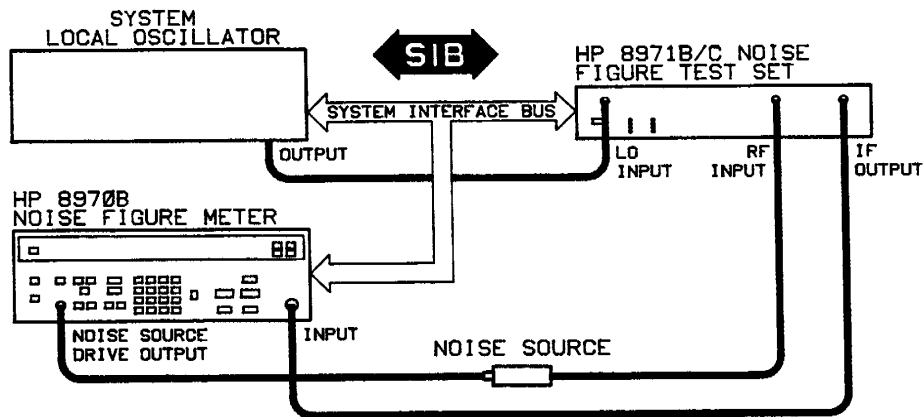 SYSTEM
LOCAL OSCILLATOR
SIB
HP 8971B/C NOISE
FIGURE TEST SET
SYSTEM INTERFACE BUS
OUTPUT
LO
INPUT
RF
INPUT
IF
OUTPUT
HP 8970B
NOISE FIGURE METER
NOISE SOURCE
DRIVE OUTPUT
INPUT
NOISE SOURCE